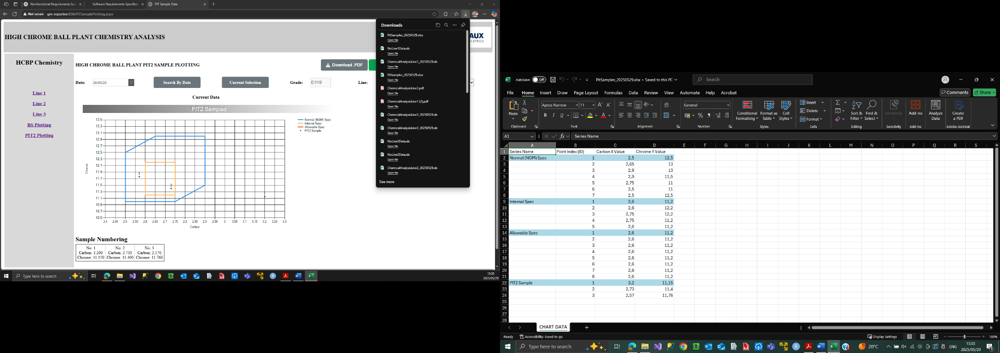 Nonfunctional Requirements Sum
Software Requirements Specificat
PIT Sample Data
Not secure
gm-reportee:808/PITSamplePlotting.aspx
HIGH CHROME BALL PLANT CHEMISTRY ANALYSIS
AUX
H AFRICA
HCBP Chemistry
Line 1
Line 2
Line 3
BS Plotting
PIT2 Plotting
HIGH CHROME BALL PLANT PIT2 SAMPLE PLOTTING
Download .PDF
Date:
29/05/25
Search By Date
Current Selection
Grade:
E11I9
Line:
Current Data
PIT2 Samples
Normal (NGM) Spec
Internal Spec
Allowable Spec
PIT2 Sample
Chrome
13.5
13.3
13.1
12.9
12.7
12.5
12.3
12.1
11.9
11.7
11.5
11.3
11.1
10.9
10.7
10.5
3
2
2.4 2.45 2.5 2.55 2.6 2.65 2.7 2.75 2.8 2.85 2.9 2.95 3 3.05 3.1 3.15 3.2 3.25 3.3
Carbon
Sample Numbering
No: 1 No: 2 No: 3
Carbon: 3.200 Carbon: 2.730 Carbon: 2.570
Chrome: 11.150 Chrome: 11.400 Chrome: 11.760
Downloads
PitSamples_20250529.xlsx
Open file
NoLine1Data.xls
Open file
ChemicalAnalysisLine1_20250529.xls
Open file
PitSamples_20250529.xlsx
Open file
ChemicalAnalysisLine2.pdf
Open file
ChemicalAnalysisLine1 (2).pdf
Open file
ChemicalAnalysisLine3_20250529.xls
Open file
ChemicalAnalysisLine3_20250529.xls
Open file
NoLine3Data.xls
Open file
NoLine2Data.xls
Open file
ChemicalAnalysisLine2_20250529.xls
Open file
See more
Type here to search
15:35
2025/05/29
AutoSave Off
PitSamples_20250529.xlsx • Saved to this PC
Search
File Home Insert Draw Page Layout Formulas Data Review View Automate Help Acrobat
Comments
Share
Paste
Clipboard
Aptos Narrow 11
B I U
Font
Alignment
General
Number
Conditional Formatting
Format as Table
Cell Styles
Styles
Insert
Delete
Format
Cells
Sort & Filter
Find & Select
Editing
Sensitivity
Sensitivity
Add-ins
Add-ins
Analyze Data
Create a PDF
Adobe Acrobat
A1
fx
Series Name
A B C D E F G H I J K L M N O P Q R S
1 Series Name Point Index {ID} Carbon X Value Chrome Y Value
2 Normal (NGM) Spec 1 2,5 12,5
3 2 2,65 13
4 3 2,9 13
5 4 2,9 11,5
6 5 2,75 11
7 6 2,5 11
8 7 2,5 12,5
9 Internal Spec 1 2,6 11,2
10 2 2,6 12,2
11 3 2,75 12,2
12 4 2,75 11,2
13 5 2,6 11,2
14 Allowable Spec 1 2,6 11,2
15 2 2,6 11,2
16 3 2,6 11,2
17 4 2,6 11,2
18 5 2,6 11,2
19 6 2,6 11,2
20 7 2,6 11,2
21 8 2,6 11,2
22 PIT2 Sample 1 3,2 11,15
23 2 2,73 11,4
24 3 2,57 11,76
25
26
27
28
CHART DATA
Ready
Accessibility: Good to go
Display Settings
100%
Type here to search
20°C
ENG
15:35
2025/05/29
1